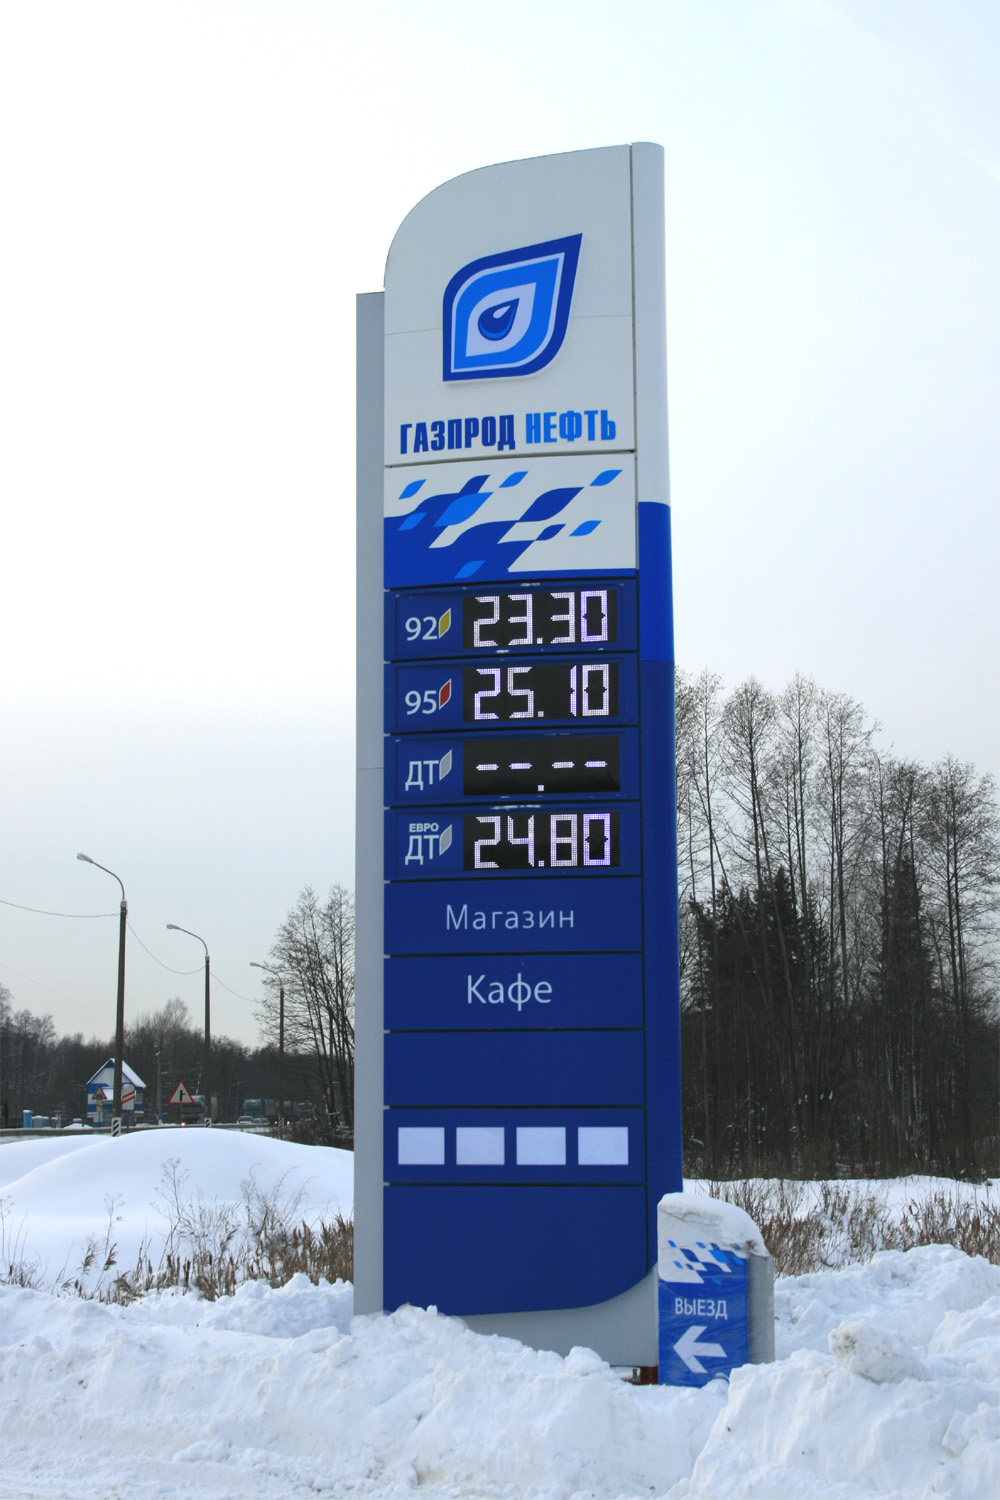 ГАЗПРОД НЕФТЬ
92 23.30
95 25.10
ДТ --.--
ЕВРО
ДТ 24.80
Магазин
Кафе
ВЫЕЗД